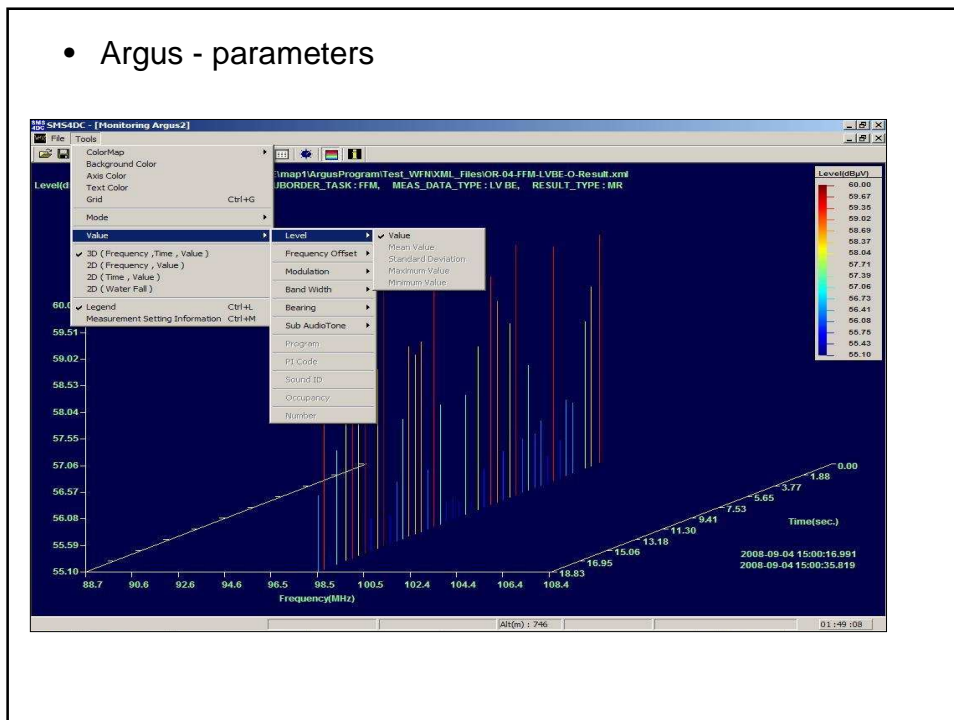 • Argus - parameters
SMS4DC - [Monitoring Argus2]
File Tools
ColorMap
Background Color
Axis Color
Text Color
Grid Ctrl+G
Mode
Value
3D ( Frequency ,Time , Value )
2D ( Frequency , Value )
2D ( Time , Value )
2D ( Water Fall )
Legend Ctrl+L
Measurement Setting Information Ctrl+M
Level
Frequency Offset
Modulation
Band Width
Bearing
Sub AudioTone
Program
PI Code
Sound ID
Occupancy
Number
Value
Mean Value
Standard Deviation
Maximum Value
Minimum Value
\map1\ArgusProgram\Test_WFN\XML_Files\OR-04-FFM-LVBE-O-Result.xml
UBORDER_TASK : FFM, MEAS_DATA_TYPE : LV BE, RESULT_TYPE : MR
Level(d
60.0
59.51
59.02
58.53
58.04
57.55
57.06
56.57
56.08
55.59
55.10
88.7 90.6 92.6 94.6 96.5 98.5 100.5 102.4 104.4 106.4 108.4
Frequency(MHz)
0.00
1.88
3.77
5.65
7.53
9.41
11.30
13.18
15.06
16.95
18.83
Time(sec.)
2008-09-04 15:00:16.991
2008-09-04 15:00:35.819
Level(dBµV)
60.00
59.67
59.35
59.02
58.69
58.37
58.04
57.71
57.39
57.06
56.73
56.41
56.08
55.75
55.43
55.10
Alt(m) : 746
01 :49 :08